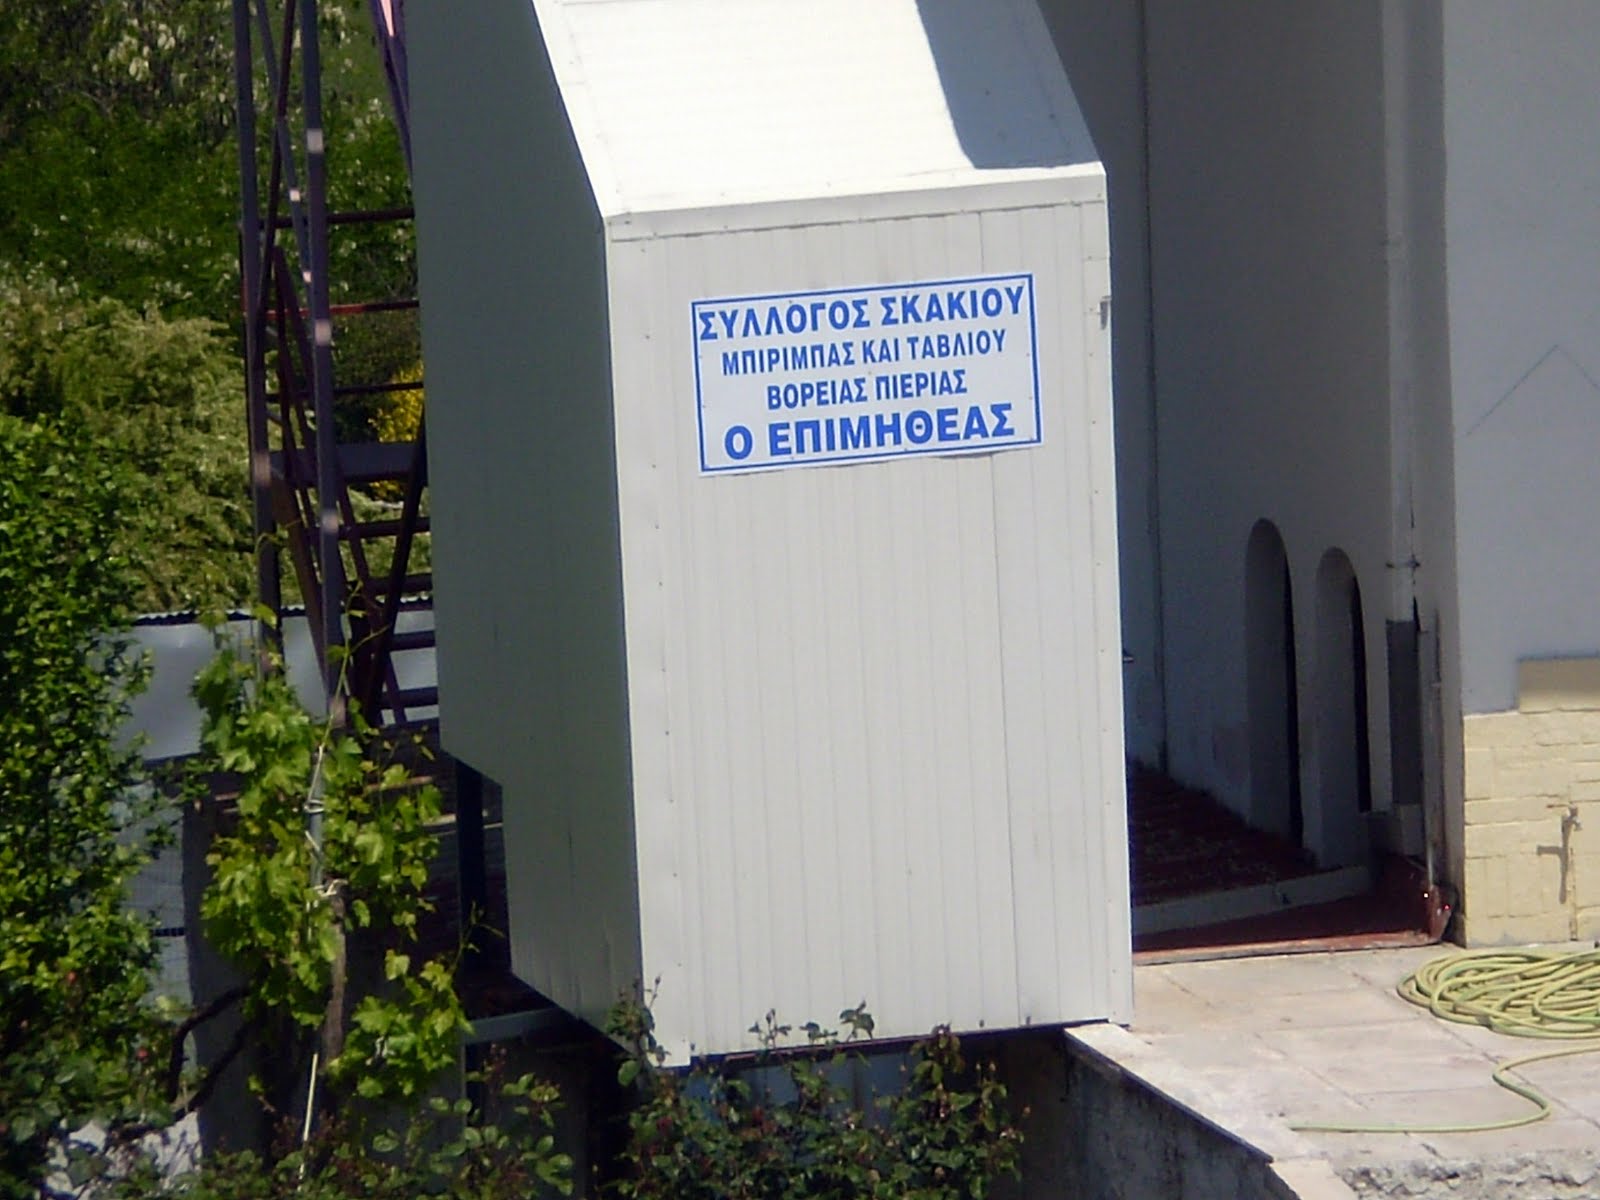 ΣΥΛΛΟΓΟΣ ΣΚΑΚΙΟΥ
ΜΠΙΡΙΜΠΑΣ ΚΑΙ ΤΑΒΛΙΟΥ
ΒΟΡΕΙΑΣ ΠΙΕΡΙΑΣ
Ο ΕΠΙΜΗΘΕΑΣ